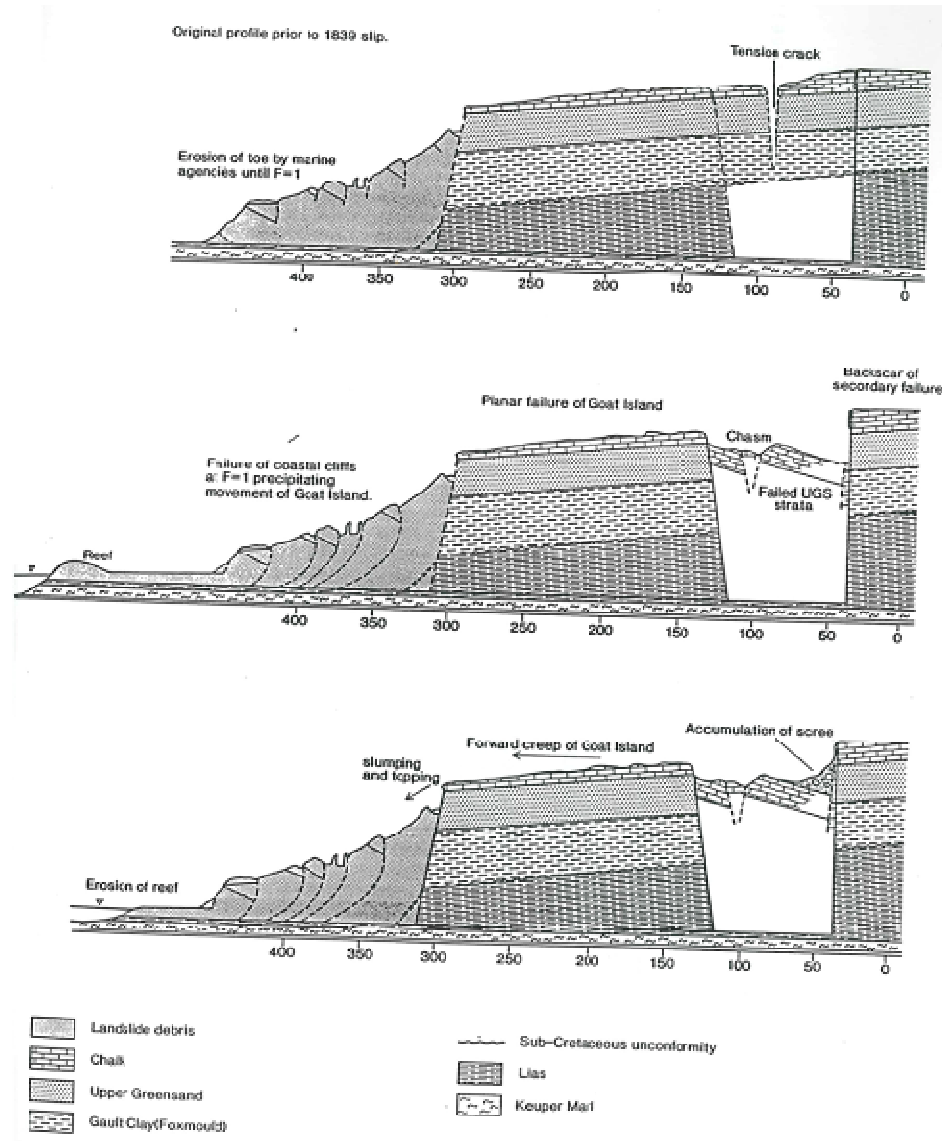 Original profile prior to 1839 slip.
Tension crack
Erosion of toe by marine
agencies until F=1
400 350 300 250 200 150 100 50 0
Backscar of
secondary failure
Planar failure of Goat Island
Chasm
Failure of coastal cliffs
a: F=1 precipitating
movement of Goat Island.
Failed UGS
strata
Reef
400 350 300 250 200 150 100 50 0
Accumulation of scree
Forward creep of Goat Island
slumping
and topping
Erosion of reef
400 350 300 250 200 150 100 50 0
Landslide debris
Chalk
Upper Greensand
Gault Clay(Foxmould)
Sub-Cretaceous unconformity
Lias
Keuper Marl